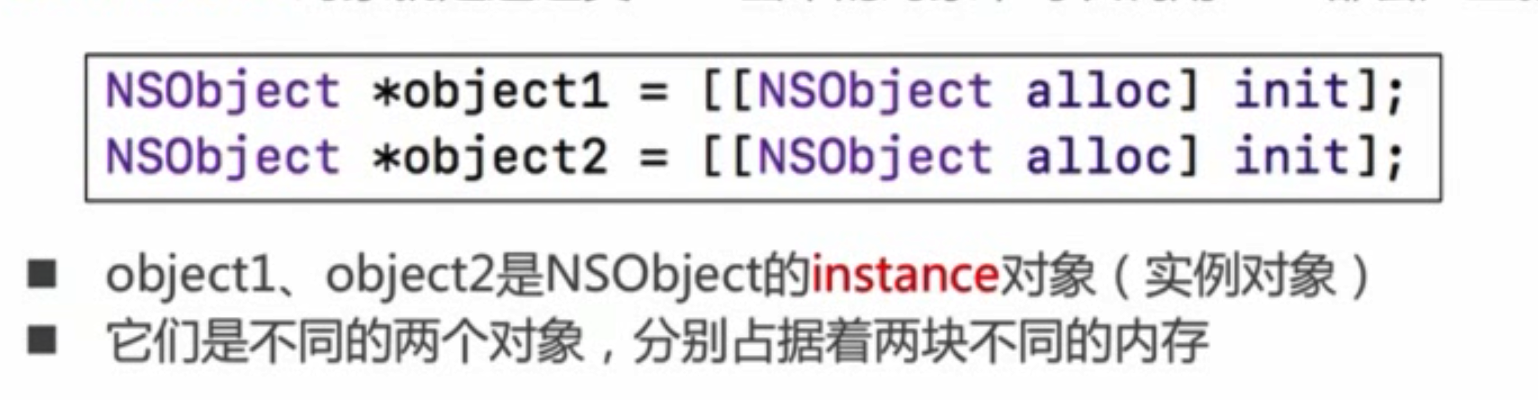 NSObject *object1 = [[NSObject alloc] init];
NSObject *object2 = [[NSObject alloc] init];
■ object1、object2是NSObject的instance对象（实例对象）
■ 它们是不同的两个对象，分别占据着两块不同的内存